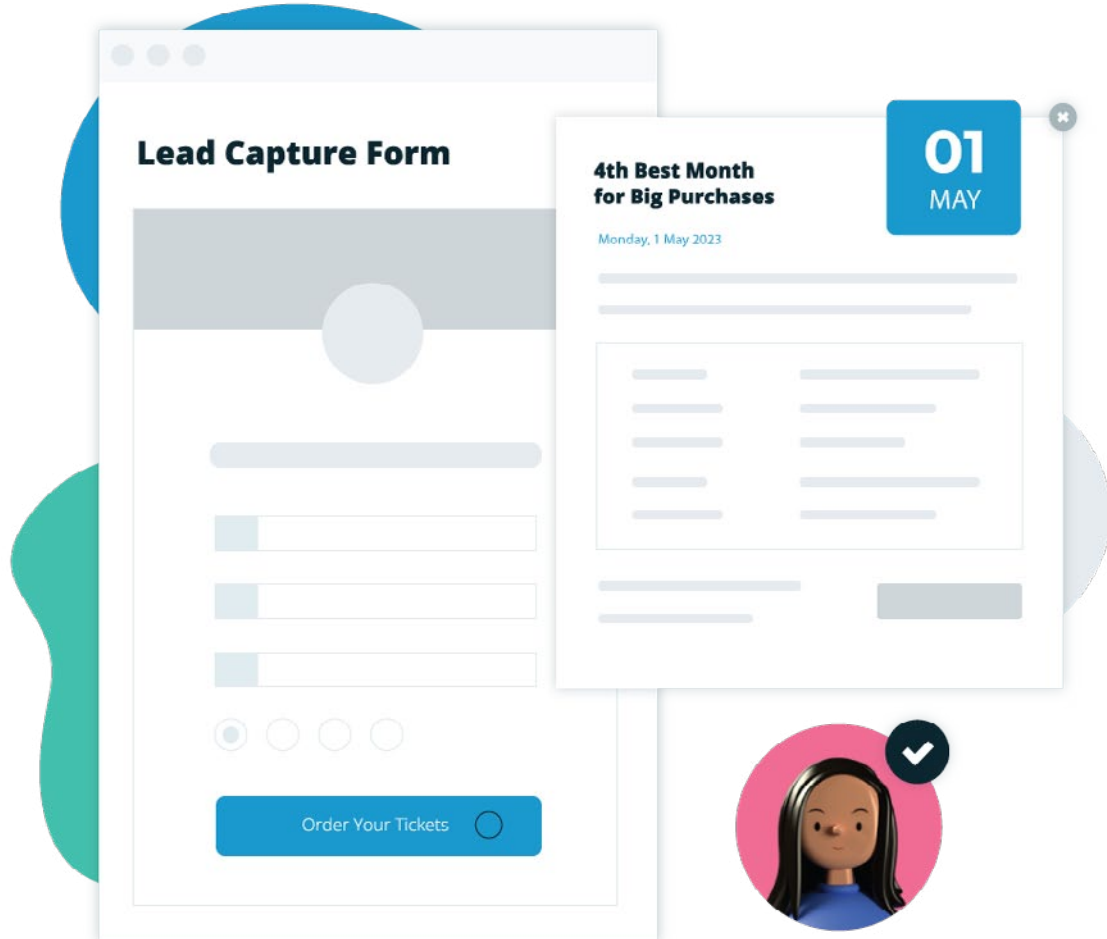 Lead Capture Form
4th Best Month
for Big Purchases
01
MAY
Monday, 1 May 2023
Order Your Tickets